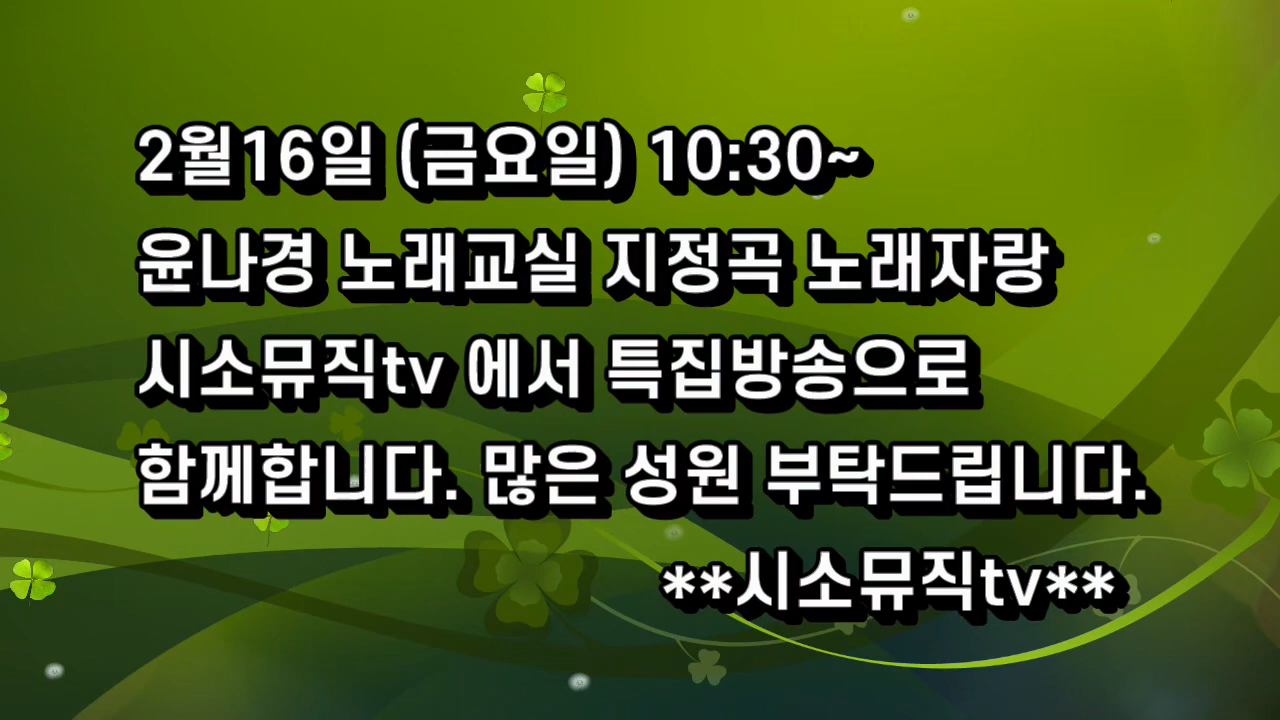 2월16일 (금요일) 10:30~
윤나경 노래교실 지정곡 노래자랑
시소뮤직tv 에서 특집방송으로
함께합니다. 많은 성원 부탁드립니다.
**시소뮤직tv**